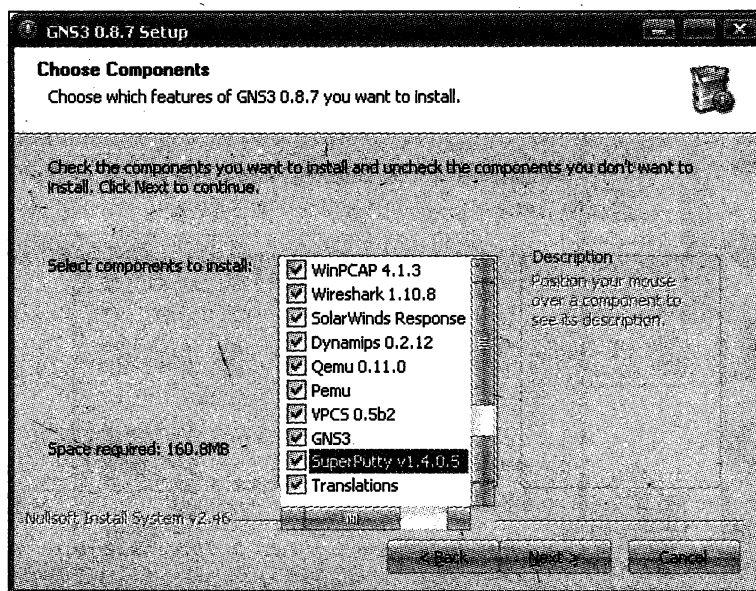 GNS3 0.8.7 Setup
Choose Components
Choose which features of GNS3 0.8.7 you want to install.
Check the components you want to install and uncheck the components you don't want to
install. Click Next to continue.
Select components to install:
WinPCAP 4.1.3
Wireshark 1.10.8
SolarWinds Response
Dynamips 0.2.12
Qemu 0.11.0
Pemu
VPCS 0.5b2
GNS3
SuperPutty v1.4.0.5
Translations
Description
Position your mouse
over a component to
see its description.
Space required: 160.8MB
Nullsoft Install System v2.46
< Back
Next >
Cancel